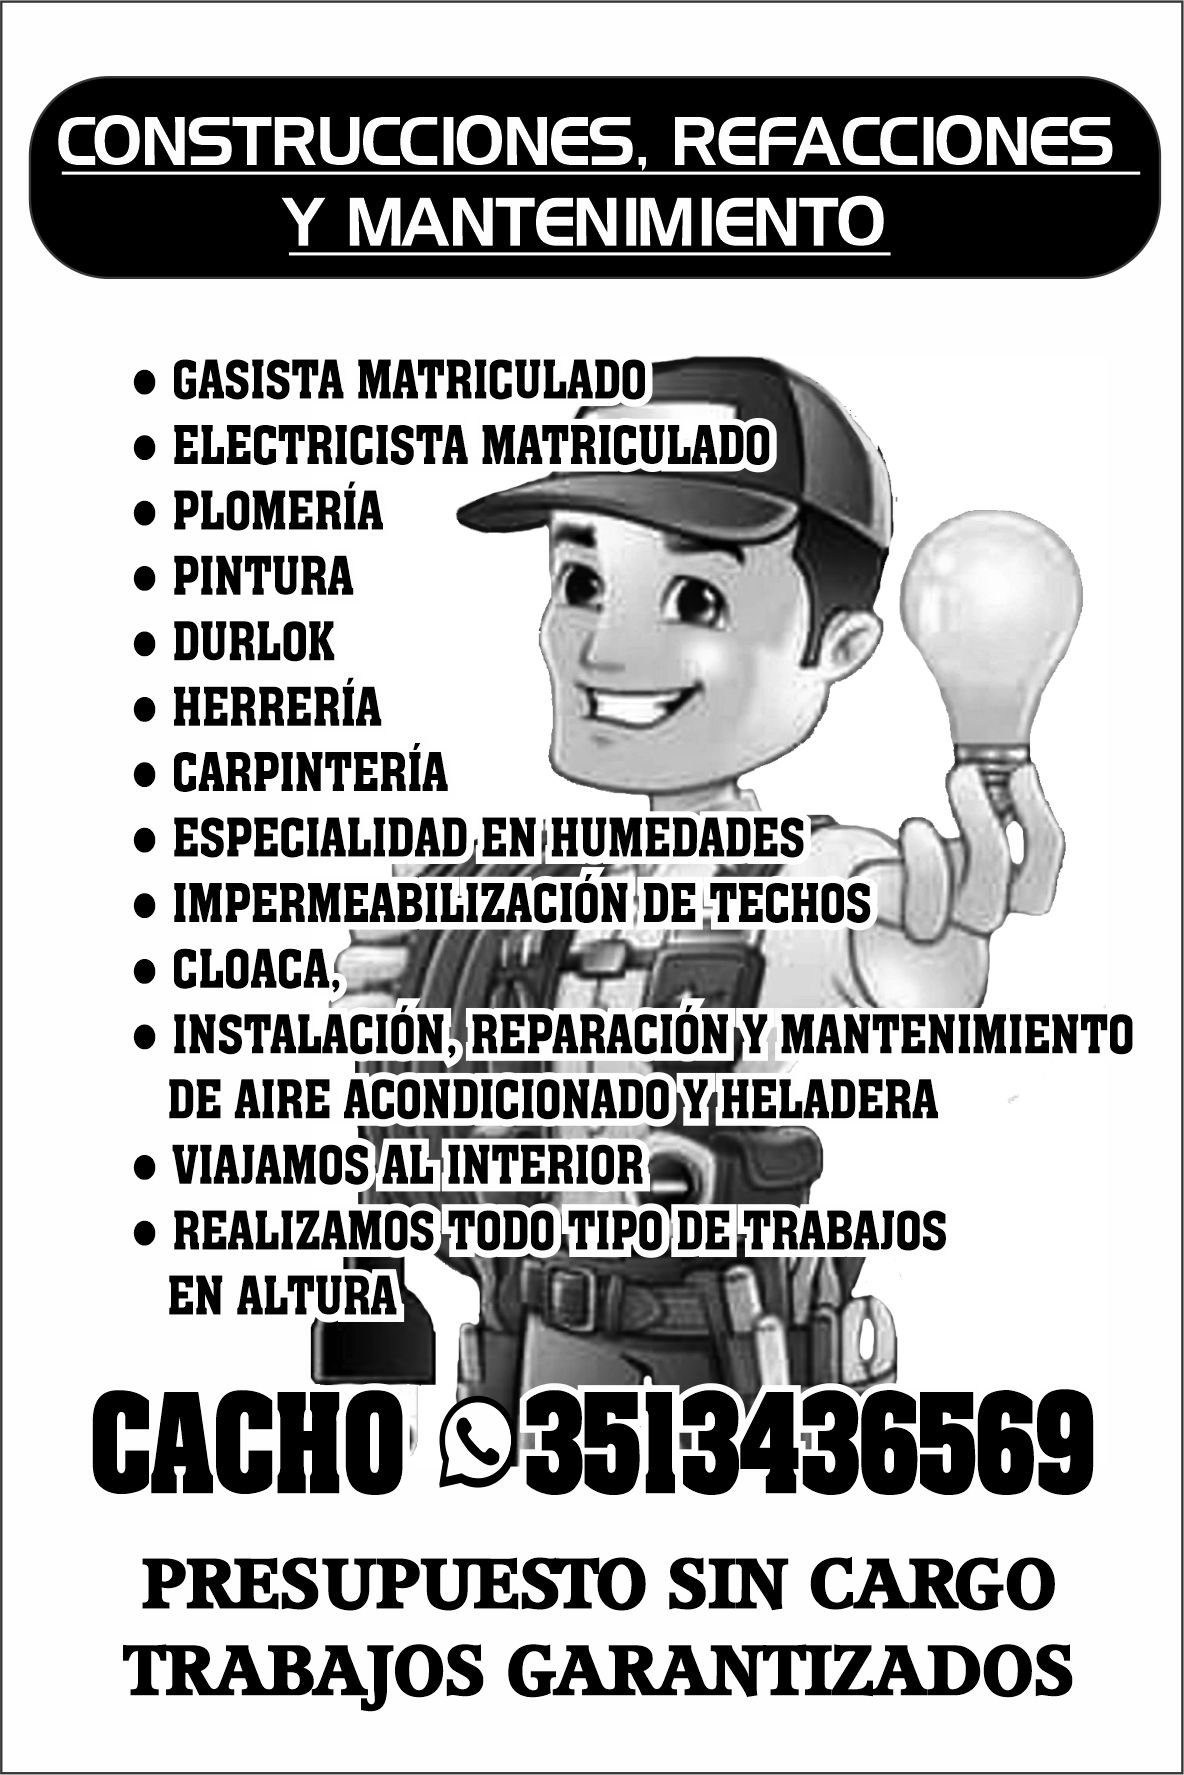 CONSTRUCCIONES, REFACCIONES
Y MANTENIMIENTO
• GASISTA MATRICULADO
• ELECTRICISTA MATRICULADO
• PLOMERÍA
• PINTURA
• DURLOK
• HERRERÍA
• CARPINTERÍA
• ESPECIALIDAD EN HUMEDADES
• IMPERMEABILIZACIÓN DE TECHOS
• CLOACA,
• INSTALACIÓN, REPARACIÓN Y MANTENIMIENTO
DE AIRE ACONDICIONADO Y HELADERA
• VIAJAMOS AL INTERIOR
• REALIZAMOS TODO TIPO DE TRABAJOS
EN ALTURA
CACHO 3513436569
PRESUPUESTO SIN CARGO
TRABAJOS GARANTIZADOS